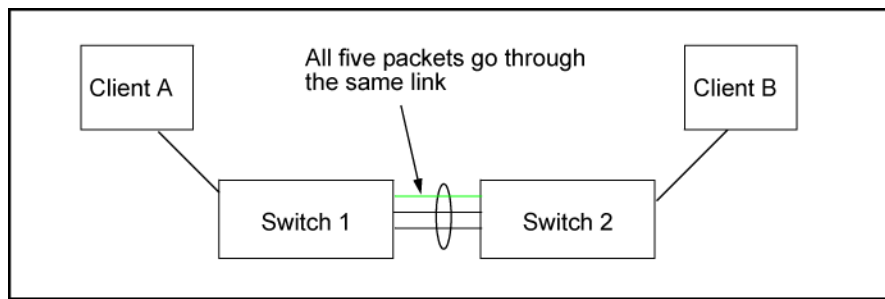 All five packets go through
the same link
Client A
Client B
Switch 1
Switch 2